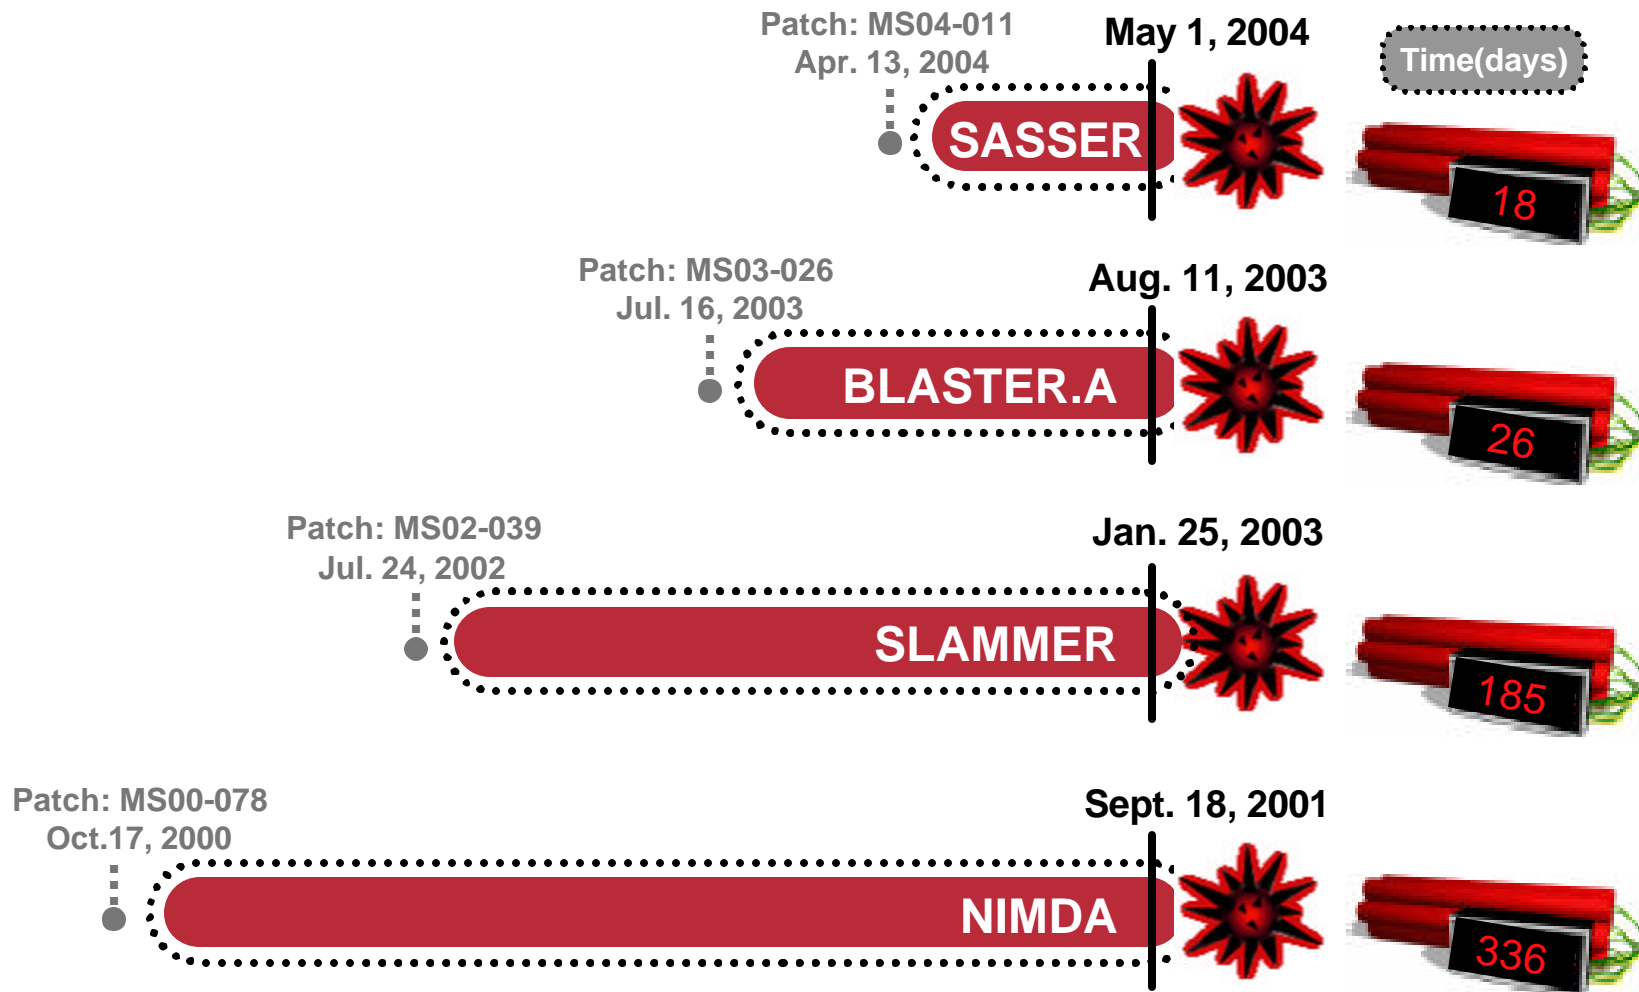 Patch: MS04-011
Apr. 13, 2004
May 1, 2004
Time(days)
SASSER
18
Patch: MS03-026
Jul. 16, 2003
Aug. 11, 2003
BLASTER.A
26
Patch: MS02-039
Jul. 24, 2002
Jan. 25, 2003
SLAMMER
185
Patch: MS00-078
Oct.17, 2000
Sept. 18, 2001
NIMDA
336